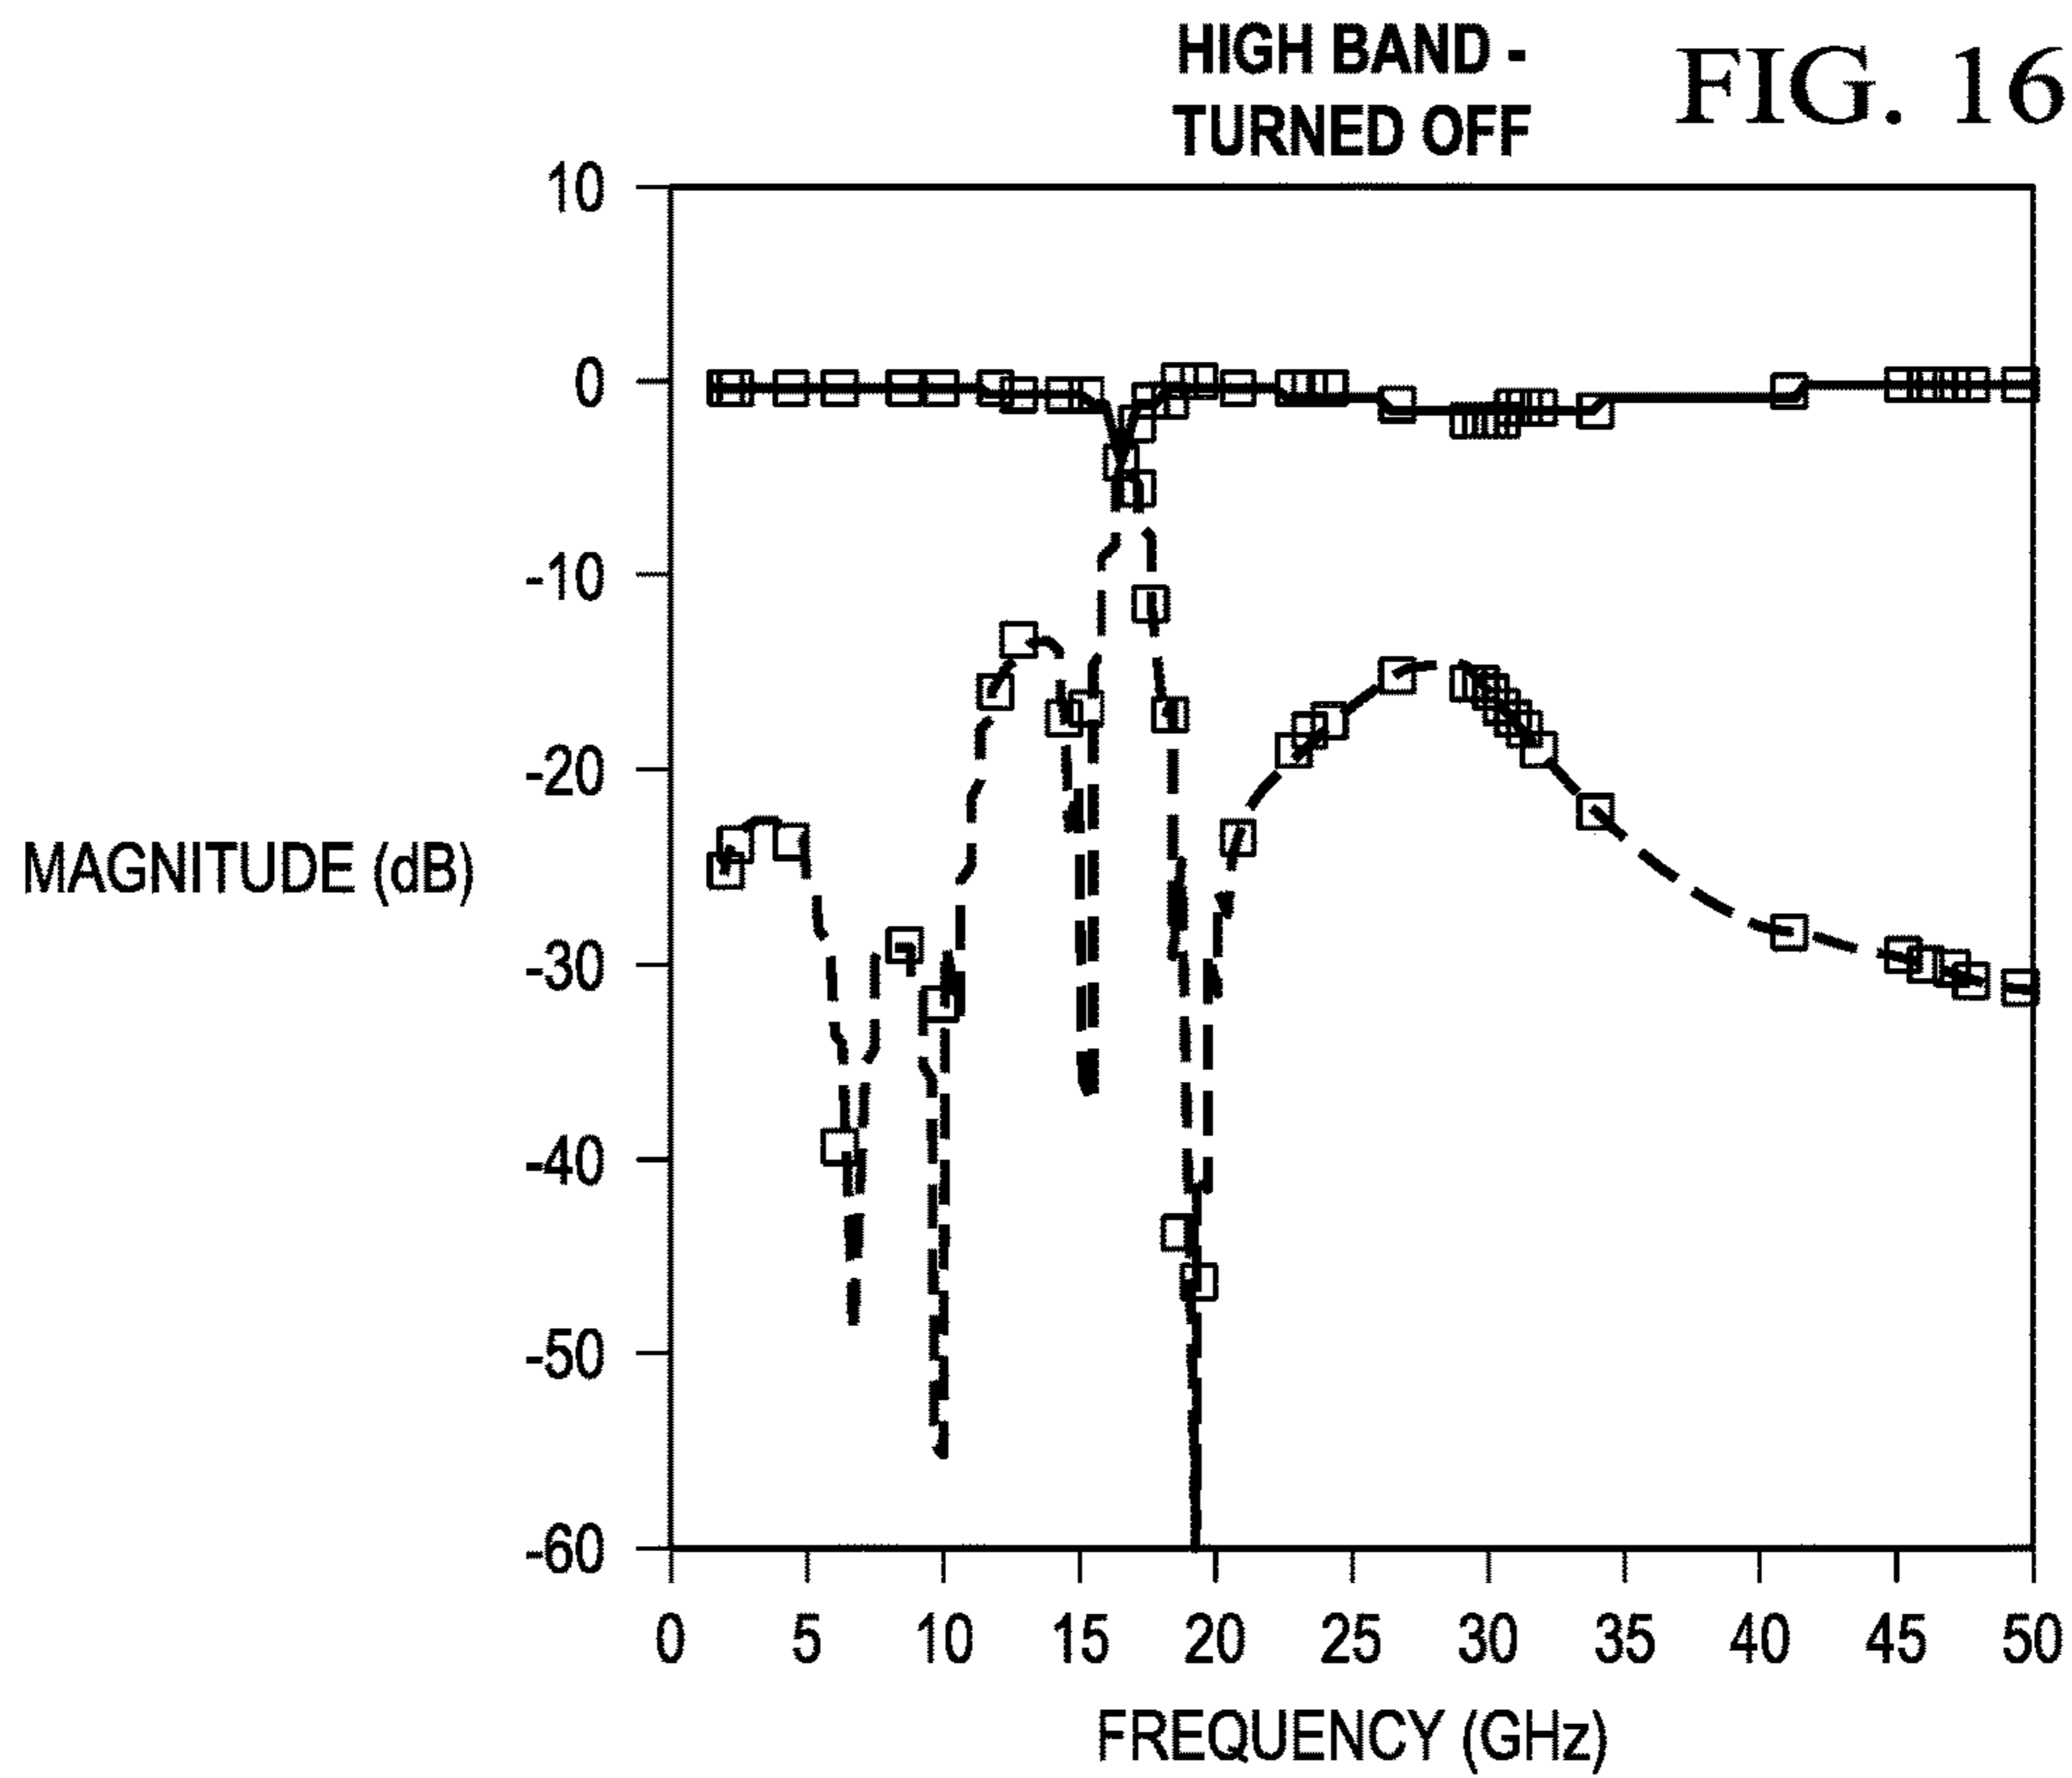 HIGH BAND -
TURNED OFF
FIG. 16
10
0
-10
-20
-30
-40
-50
-60
MAGNITUDE (dB)
0 5 10 15 20 25 30 35 40 45 50
FREQUENCY (GHz)